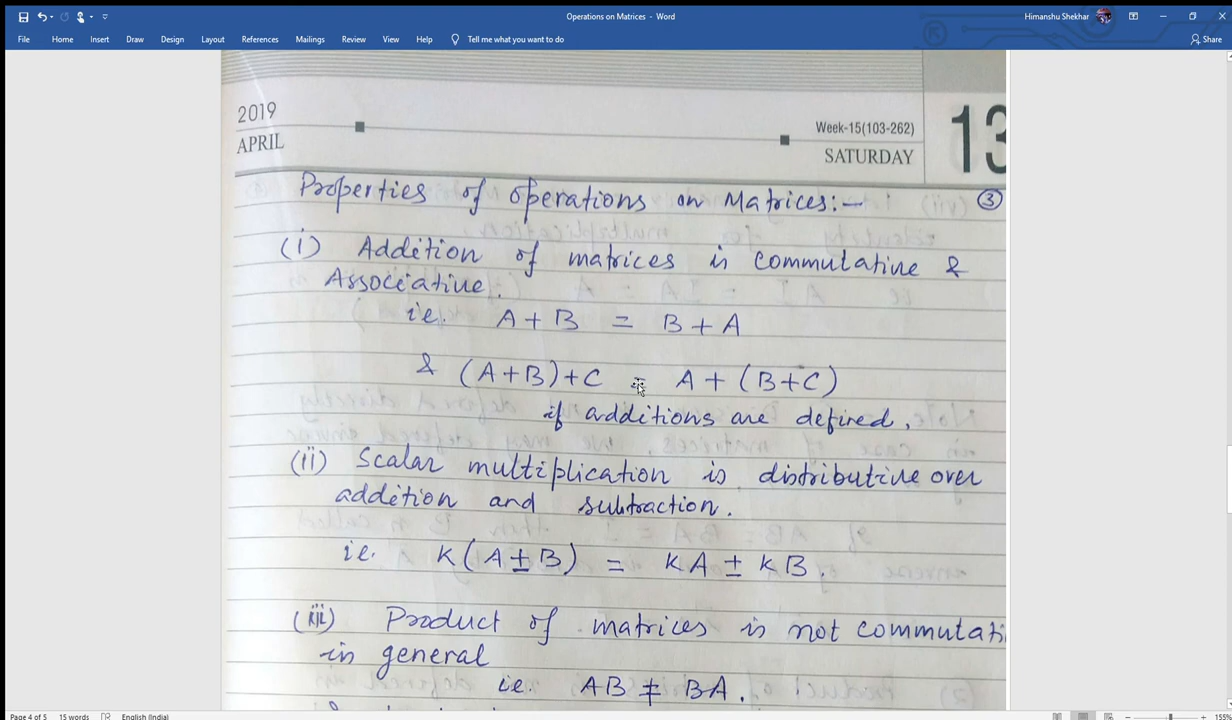 Operations on Matrices - Word
Himanshu Shekhar
File Home Insert Draw Design Layout References Mailings Review View Help Tell me what you want to do
Share
2019
APRIL
Week-15(103-262)
SATURDAY
13
Properties of operations on Matrices:- ③
(i) Addition of matrices is commutative &
Associative.
i.e. A + B = B + A
& (A+B)+C = A + (B+C)
if additions are defined.
(ii) Scalar multiplication is distributive over
addition and subtraction.
i.e. K(A±B) = KA ± KB.
(iii) Product of matrices is not commutati
in general
i.e. AB ≠ BA.
Page 4 of 5 15 words English (India)